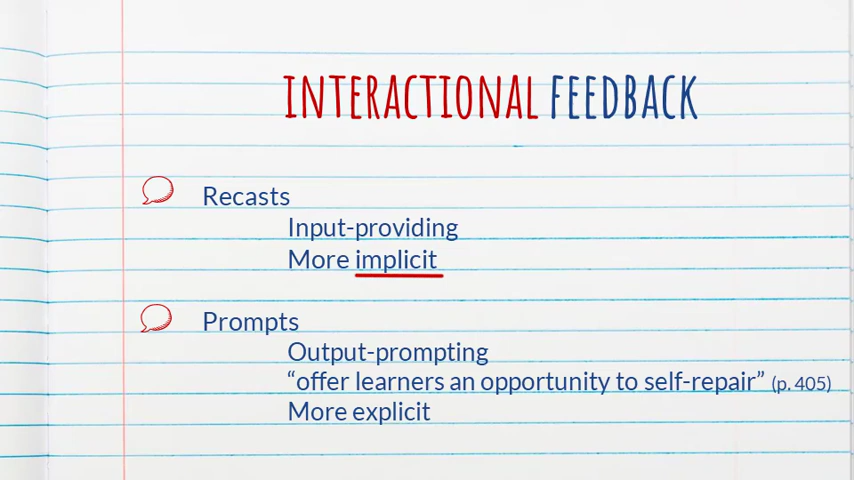 INTERACTIONAL FEEDBACK
Recasts
Input-providing
More implicit
Prompts
Output-prompting
“offer learners an opportunity to self-repair” (p. 405)
More explicit